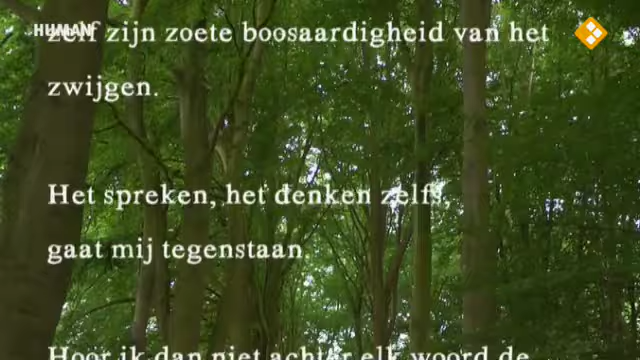 HUMAN
zelf zijn zoete boosaardigheid van het
zwijgen.
Het spreken, het denken zelfs,
gaat mij tegenstaan.
Hoor ik dan niet achter elk woord de